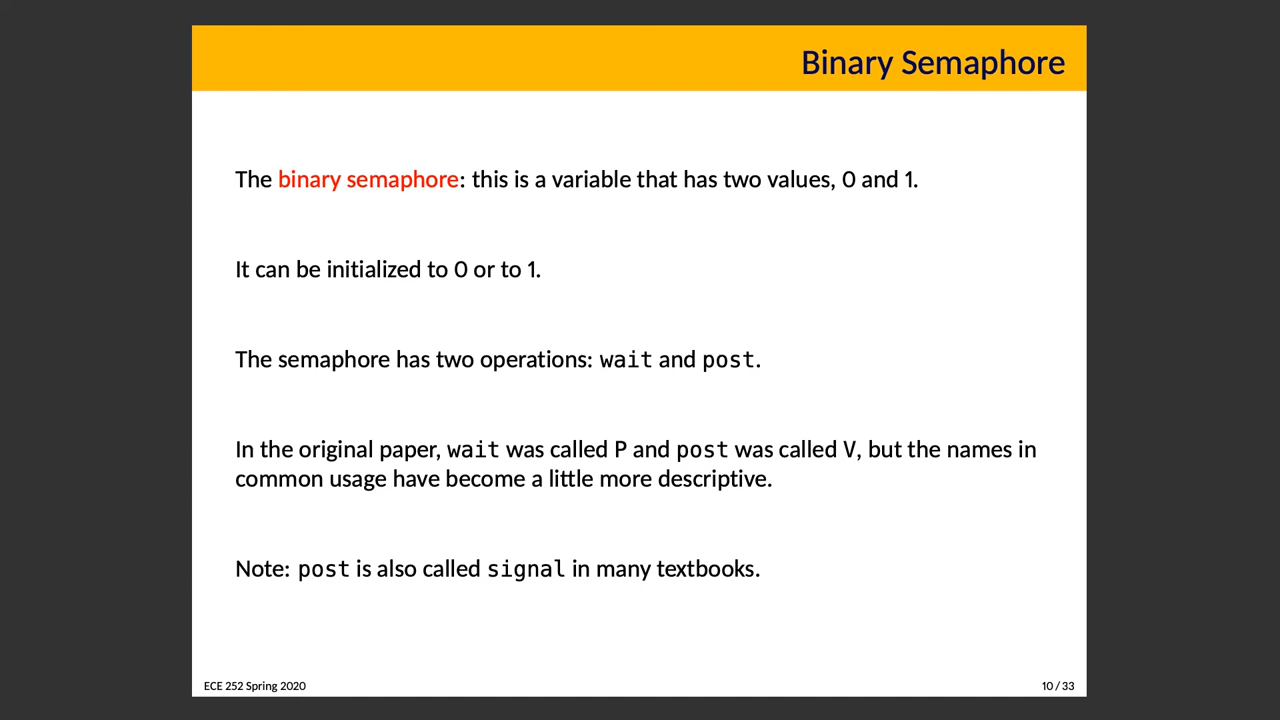 Binary Semaphore
The binary semaphore: this is a variable that has two values, 0 and 1.
It can be initialized to 0 or to 1.
The semaphore has two operations: wait and post.
In the original paper, wait was called P and post was called V, but the names in
common usage have become a little more descriptive.
Note: post is also called signal in many textbooks.
ECE 252 Spring 2020
10 / 33